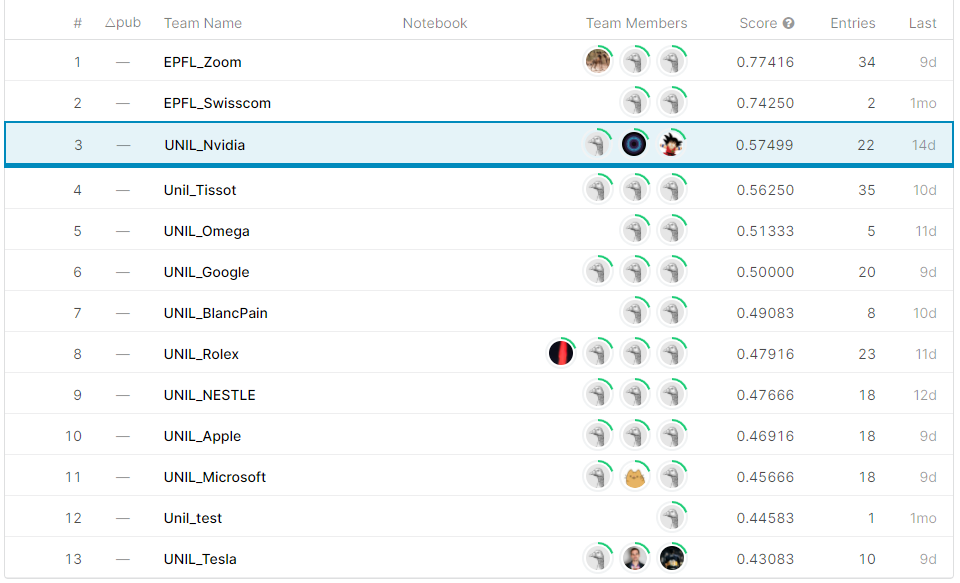 # △pub Team Name Notebook Team Members Score ? Entries Last
1 — EPFL_Zoom 0.77416 34 9d
2 — EPFL_Swisscom 0.74250 2 1mo
3 — UNIL_Nvidia 0.57499 22 14d
4 — Unil_Tissot 0.56250 35 10d
5 — UNIL_Omega 0.51333 5 11d
6 — UNIL_Google 0.50000 20 9d
7 — UNIL_BlancPain 0.49083 8 10d
8 — UNIL_Rolex 0.47916 23 11d
9 — UNIL_NESTLE 0.47666 18 12d
10 — UNIL_Apple 0.46916 18 9d
11 — UNIL_Microsoft 0.45666 18 9d
12 — Unil_test 0.44583 1 1mo
13 — UNIL_Tesla 0.43083 10 9d